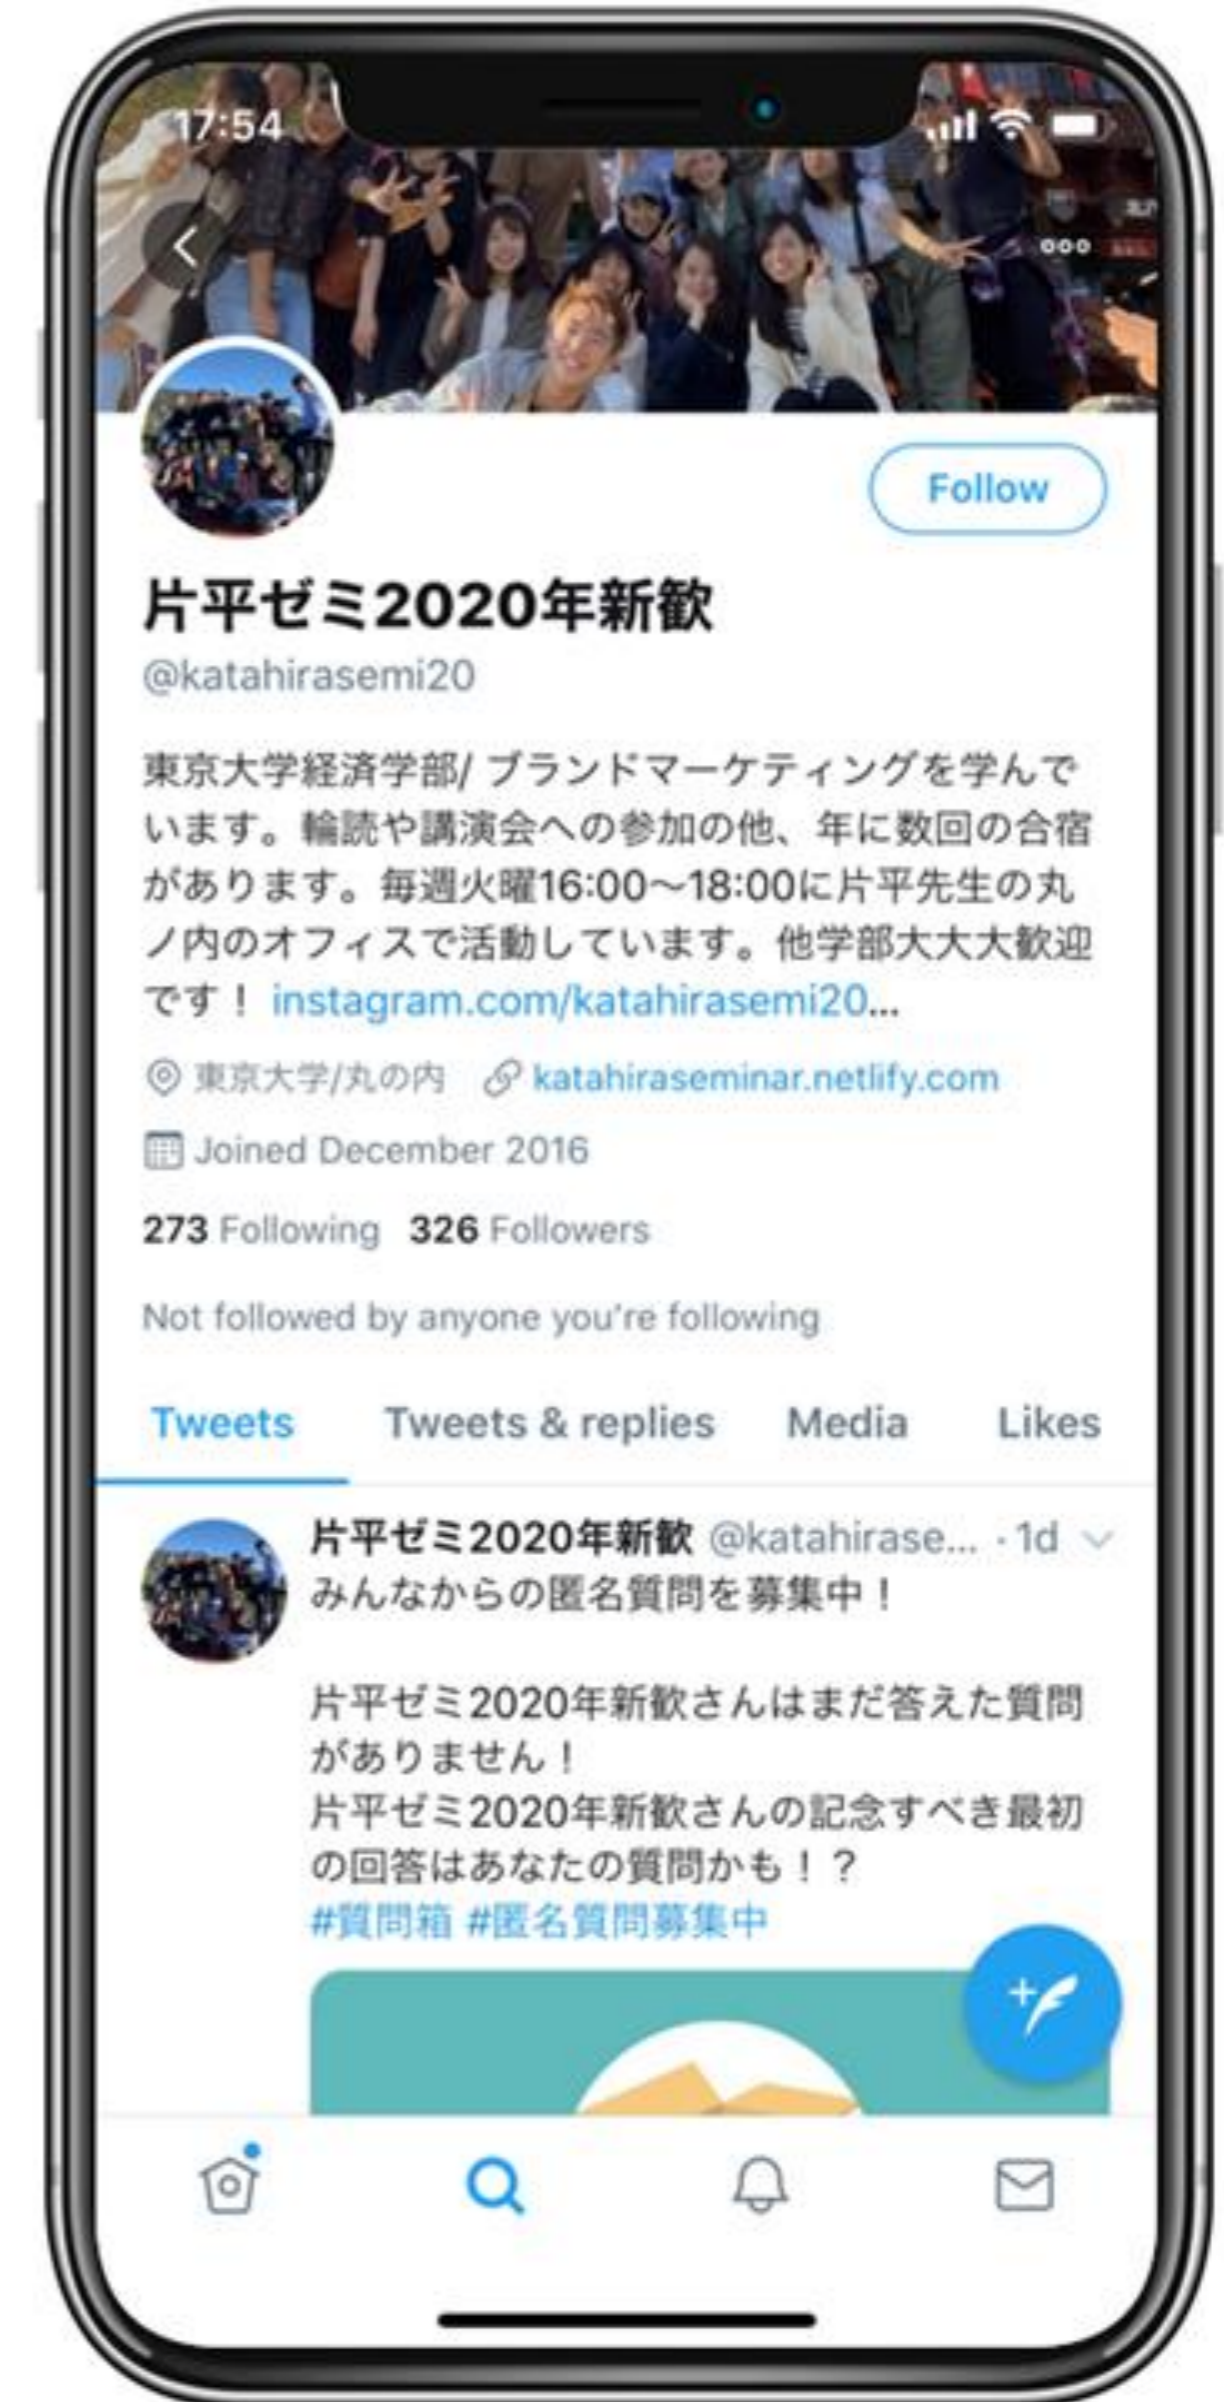 17:54
Follow
片平ゼミ2020年新歓
@katahirasemi20
東京大学経済学部/ ブランドマーケティングを学んで
います。輪読や講演会への参加の他、年に数回の合宿
があります。毎週火曜16:00〜18:00に片平先生の丸
ノ内のオフィスで活動しています。他学部大大大歓迎
です！ instagram.com/katahirasemi20...
東京大学/丸の内 katahiraseminar.netlify.com
Joined December 2016
273 Following 326 Followers
Not followed by anyone you're following
Tweets Tweets & replies Media Likes
片平ゼミ2020年新歓 @katahirase... · 1d
みんなからの匿名質問を募集中！
片平ゼミ2020年新歓さんはまだ答えた質問
がありません！
片平ゼミ2020年新歓さんの記念すべき最初
の回答はあなたの質問かも！？
#質問箱 #匿名質問募集中